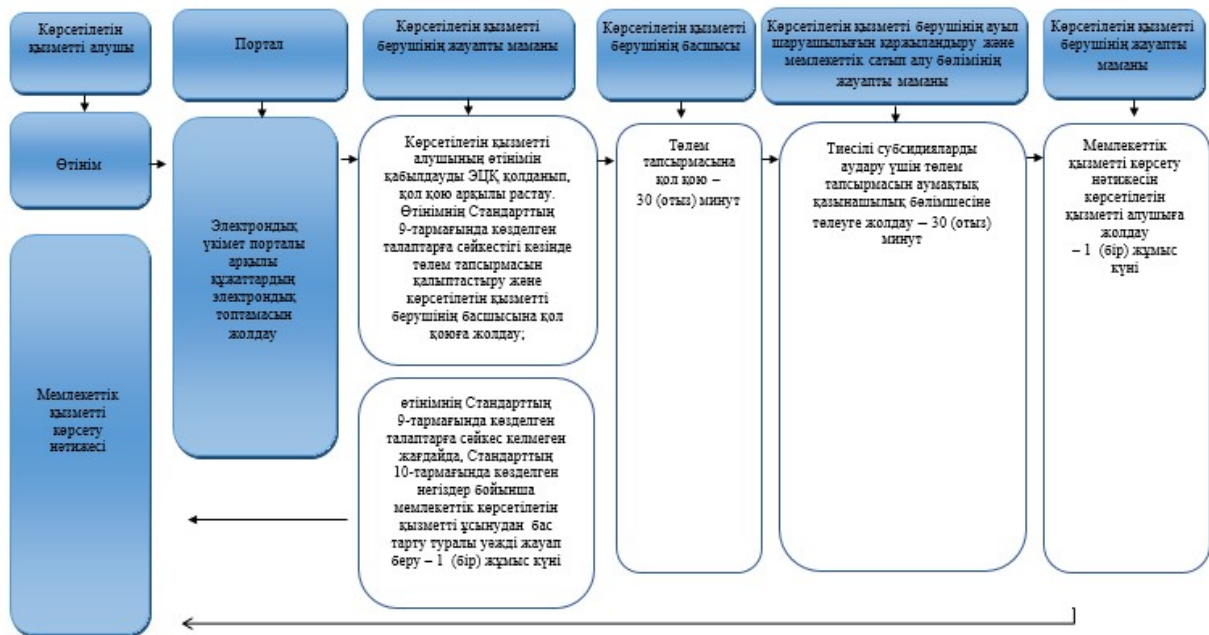 Көрсетілетін
қызметті алушы
Портал
Көрсетілетін қызметті
берушінің жауапты
маманы
Көрсетілетін қызметті
берушінің басшысы
Көрсетілетін қызметті берушінің ауыл
шаруашылығын қаржыландыру және
мемлекеттік сатып алу бөлімінің
жауапты маманы
Көрсетілетін қызметті
берушінің жауапты
маманы
Өтінім
Электрондық
үкімет порталы
арқылы
құжаттардың
электрондық
топтамасын
жолдау
Көрсетілетін қызметті
алушының өтінімін
қабылдауды ЭЦҚ қолданып,
қол қою арқылы растау.
Өтінімнің Стандарттың
9-тармағында көзделген
талаптарға сәйкестігі кезінде
төлем тапсырмасын
қалыптастыру және
көрсетілетін қызметті
берушінің басшысына қол
қоюға жолдау;
Төлем
тапсырмасына
қол қою –
30 (отыз) минут
Тиесілі субсидияларды
аудару үшін төлем
тапсырмасын аумақтық
қазынашылық бөлімшесіне
төлеуге жолдау – 30 (отыз)
минут
Мемлекеттік
қызметті көрсету
нәтижесін
көрсетілетін
қызметті алушыға
жолдау
– 1 (бір) жұмыс
күні
Мемлекеттік
қызметті
көрсету
нәтижесі
өтінімнің Стандарттың
9-тармағында көзделген
талаптарға сәйкес келмеген
жағдайда, Стандарттың
10-тармағында көзделген
негіздер бойынша
мемлекеттік көрсетілетін
қызметті ұсынудан бас
тарту туралы уәжді жауап
беру – 1 (бір) жұмыс күні